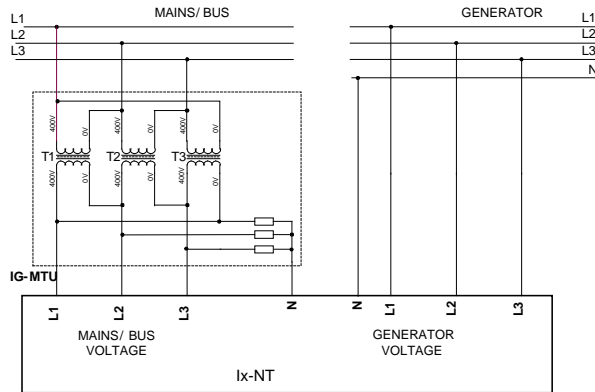 MAINS/ BUS
GENERATOR
L1
L2
L3
L1
L2
L3
N
400V
0V
400V
0V
400V
0V
T1
T2
T3
400V
0V
400V
0V
400V
0V
IG-MTU
L1
L2
L3
N
N
L1
L2
L3
MAINS/ BUS
VOLTAGE
GENERATOR
VOLTAGE
Ix-NT